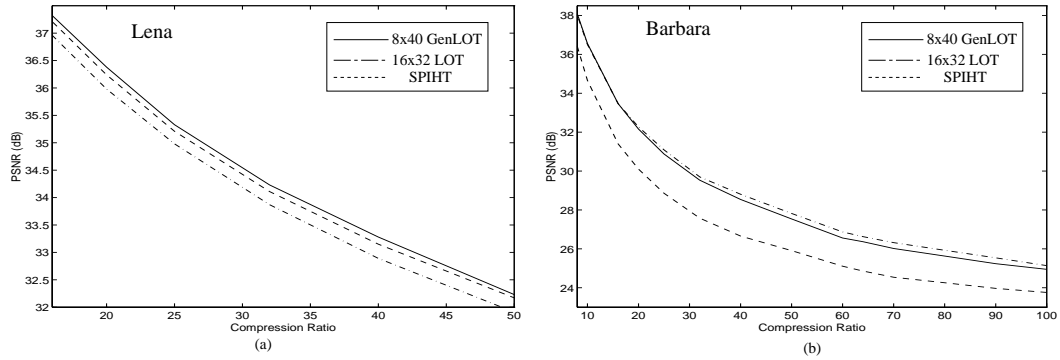 Lena
8x40 GenLOT
16x32 LOT
SPIHT
PSNR (dB)
37
36.5
36
35.5
35
34.5
34
33.5
33
32.5
32
20
25
30
35
40
45
50
Compression Ratio
(a)
Barbara
8x40 GenLOT
16x32 LOT
SPIHT
PSNR (dB)
38
36
34
32
30
28
26
24
10
20
30
40
50
60
70
80
90
100
Compression Ratio
(b)